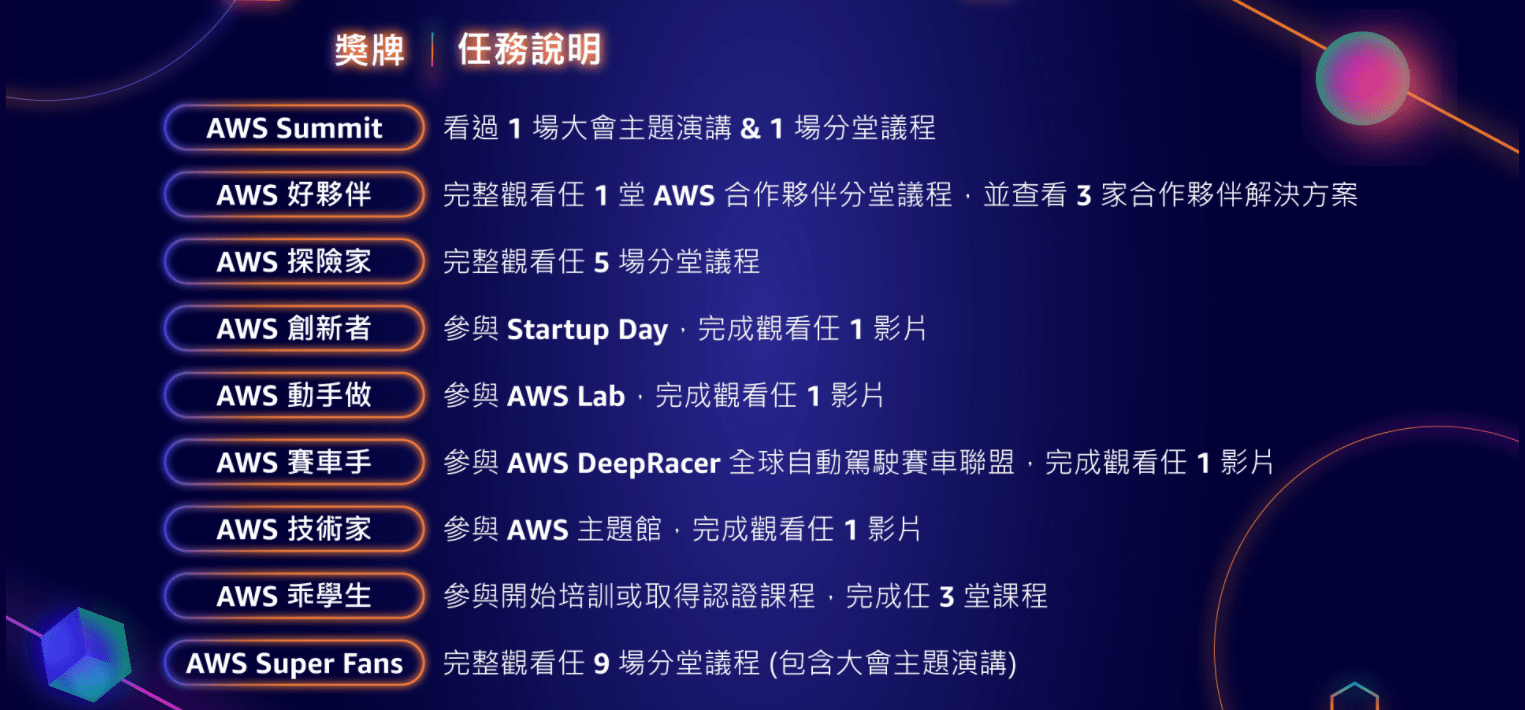 獎牌 | 任務說明
AWS Summit 看過 1 場大會主題演講 & 1 場分堂議程
AWS 好夥伴 完整觀看任 1 堂 AWS 合作夥伴分堂議程，並查看 3 家合作夥伴解決方案
AWS 探險家 完整觀看任 5 場分堂議程
AWS 創新者 參與 Startup Day，完成觀看任 1 影片
AWS 動手做 參與 AWS Lab，完成觀看任 1 影片
AWS 賽車手 參與 AWS DeepRacer 全球自動駕駛賽車聯盟，完成觀看任 1 影片
AWS 技術家 參與 AWS 主題館，完成觀看任 1 影片
AWS 乖學生 參與開始培訓或取得認證課程，完成任 3 堂課程
AWS Super Fans 完整觀看任 9 場分堂議程 (包含大會主題演講)